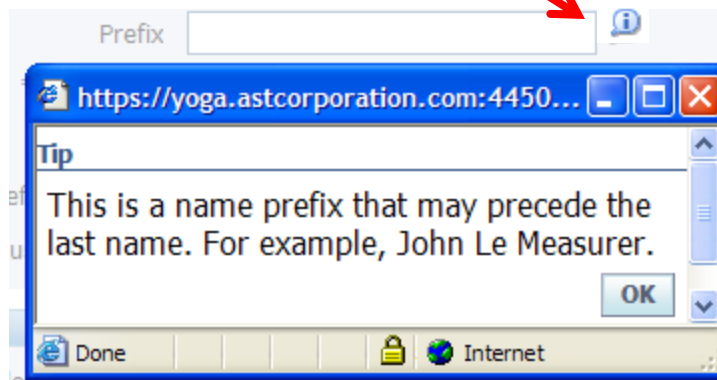 Prefix
https://yoga.astcorporation.com:4450...
Tip
This is a name prefix that may precede the
last name. For example, John Le Measurer.
OK
Done
Internet